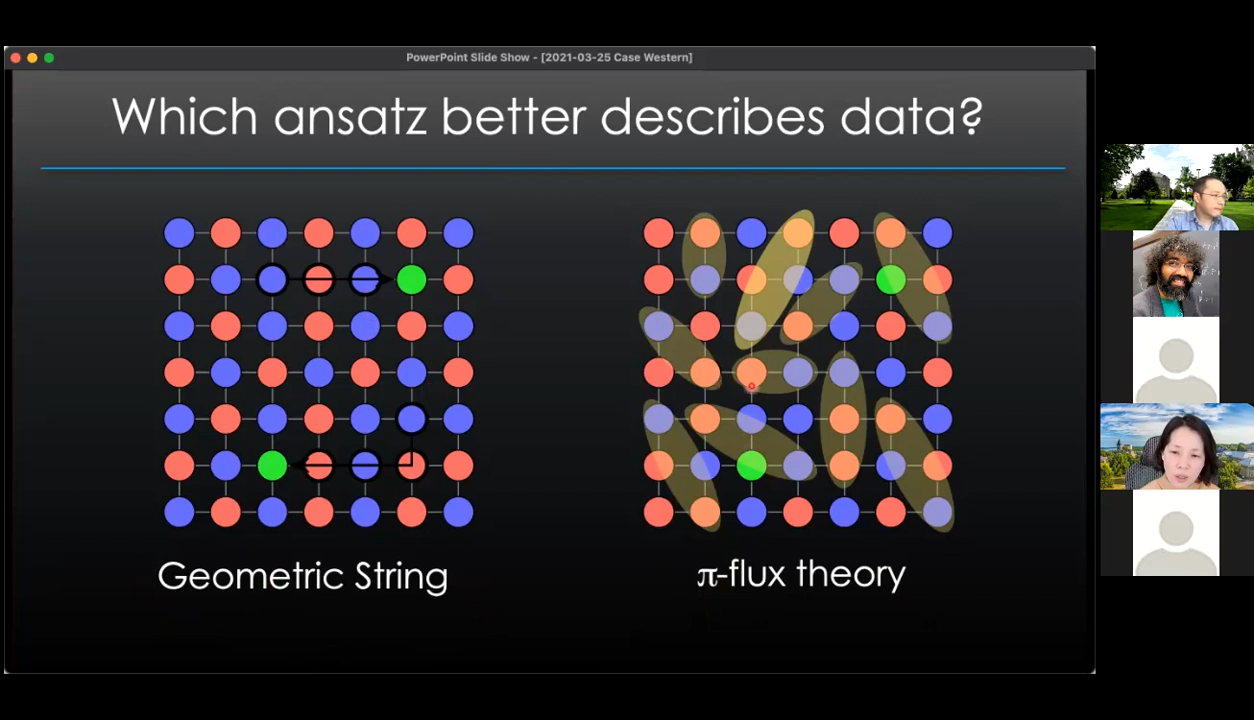 PowerPoint Slide Show - [2021-03-25 Case Western]
Which ansatz better describes data?
Geometric String
π-flux theory